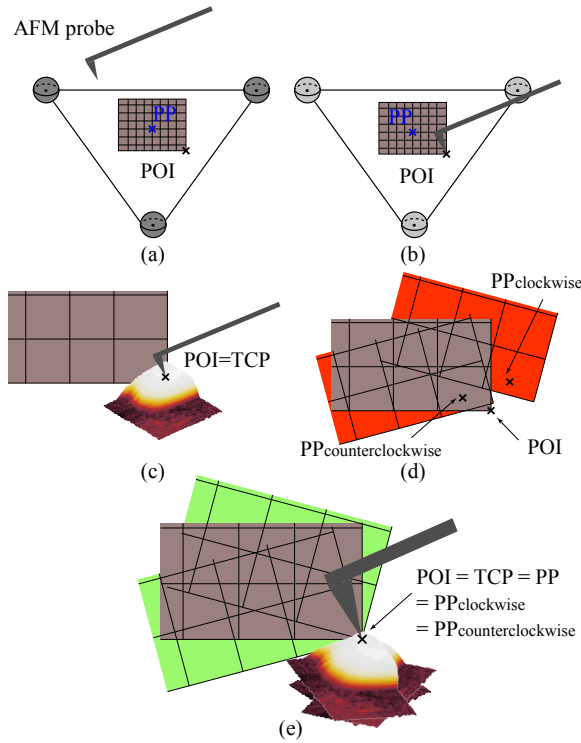 AFM probe
PP
PP
POI
POI
(a)
(b)
POI=TCP
PPclockwise
PPcounterclockwise
POI
(c)
(d)
POI = TCP = PP
= PPclockwise
= PPcounterclockwise
(e)